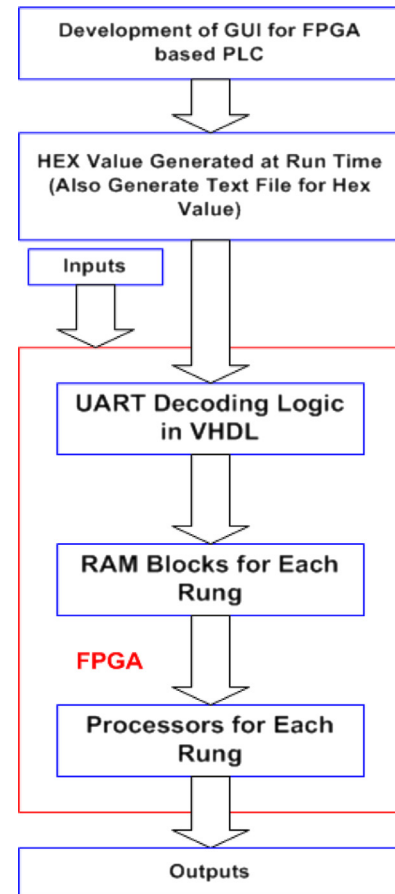 Development of GUI for FPGA
based PLC
HEX Value Generated at Run Time
(Also Generate Text File for Hex
Value)
Inputs
UART Decoding Logic
in VHDL
RAM Blocks for Each
Rung
FPGA
Processors for Each
Rung
Outputs